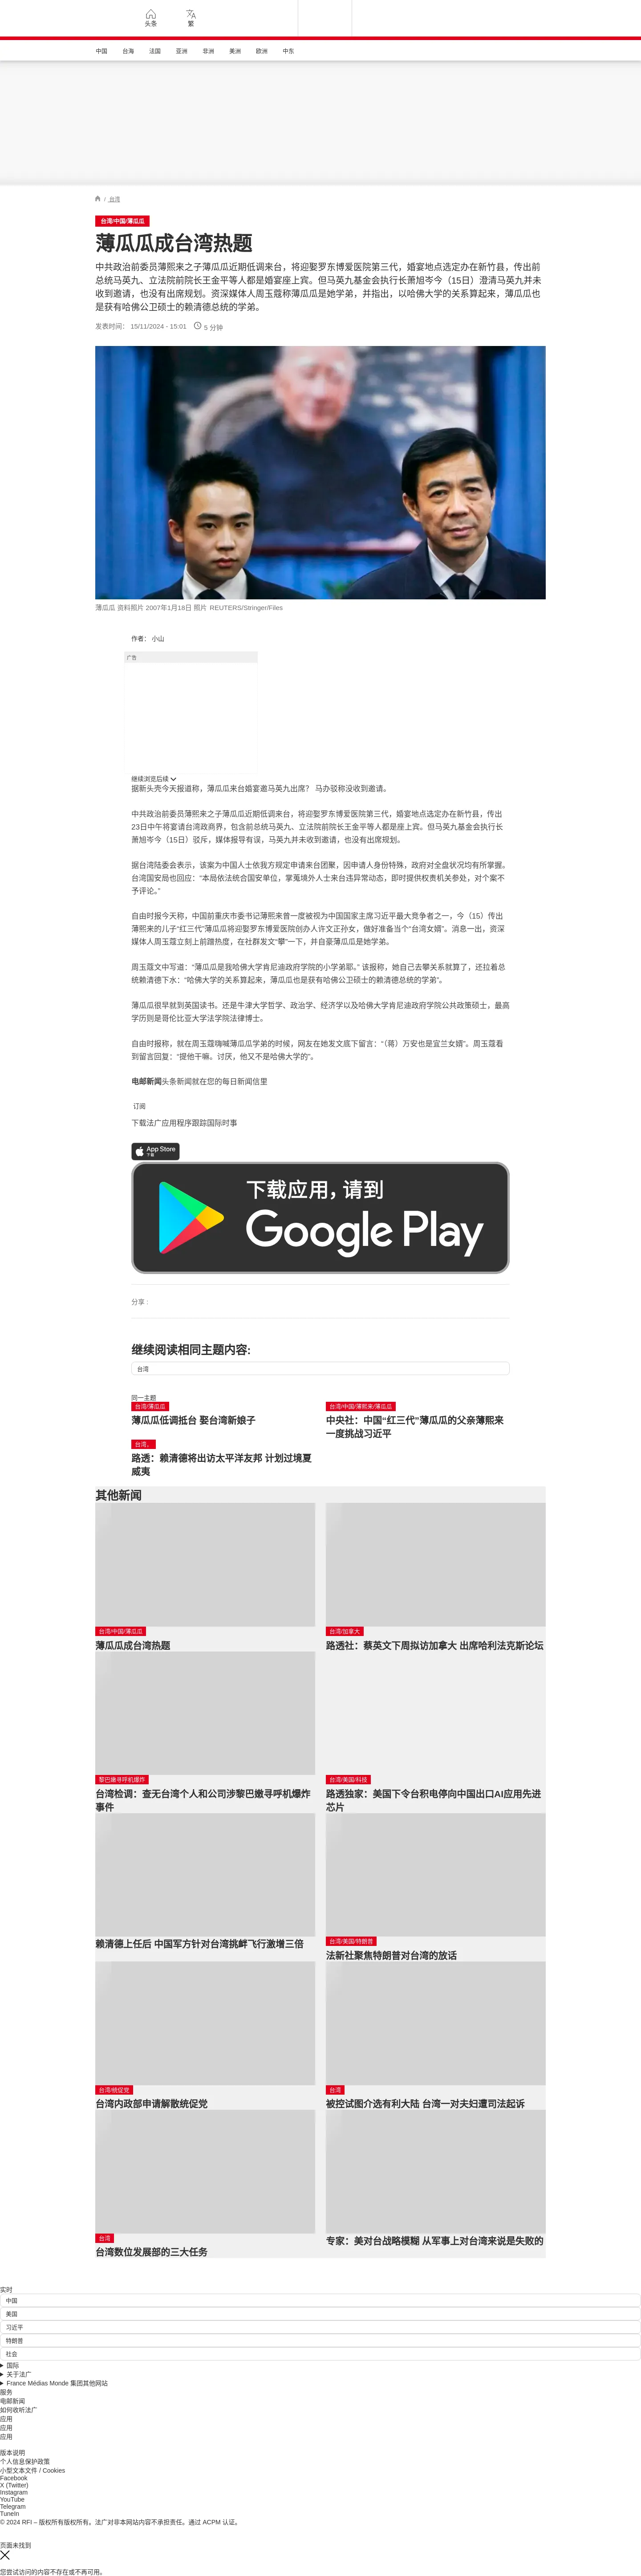 头条
繁
中国 台海 法国 亚洲 非洲 美洲 欧洲 中东
/ 台湾
台湾/中国/薄瓜瓜
薄瓜瓜成台湾热题
中共政治前委员薄熙来之子薄瓜瓜近期低调来台，将迎娶罗东博爱医院第三代，婚宴地点选定办在新竹县，传出前
总统马英九、立法院前院长王金平等人都是婚宴座上宾。但马英九基金会执行长萧旭岑今（15日）澄清马英九并未
收到邀请，也没有出席规划。资深媒体人周玉蔻称薄瓜瓜是她学弟，并指出，以哈佛大学的关系算起来，薄瓜瓜也
是获有哈佛公卫硕士的赖清德总统的学弟。
发表时间： 15/11/2024 - 15:01 5 分钟
薄瓜瓜 资料照片 2007年1月18日 照片 REUTERS/Stringer/Files
作者： 小山
广告
继续浏览后续
据新头壳今天报道称，薄瓜瓜来台婚宴邀马英九出席？ 马办驳称没收到邀请。
中共政治前委员薄熙来之子薄瓜瓜近期低调来台，将迎娶罗东博爱医院第三代，婚宴地点选定办在新竹县，传出
23日中午将宴请台湾政商界，包含前总统马英九、立法院前院长王金平等人都是座上宾。但马英九基金会执行长
萧旭岑今（15日）驳斥，媒体报导有误，马英九并未收到邀请，也没有出席规划。
据台湾陆委会表示，该案为中国人士依我方规定申请来台团聚，因申请人身份特殊，政府对全盘状况均有所掌握。
台湾国安局也回应：“本局依法统合国安单位，掌蒐境外人士来台违异常动态，即时提供权责机关参处，对个案不
予评论。”
自由时报今天称，中国前重庆市委书记薄熙来曾一度被视为中国国家主席习近平最大竞争者之一，今（15）传出
薄熙来的儿子“红三代”薄瓜瓜将迎娶罗东博爱医院创办人许文正孙女，做好准备当个“台湾女婿”。消息一出，资深
媒体人周玉蔻立刻上前蹭热度，在社群发文“攀”一下，并自豪薄瓜瓜是她学弟。
周玉蔻文中写道：“薄瓜瓜是我哈佛大学肯尼迪政府学院的小学弟耶。” 该报称，她自己去攀关系就算了，还拉着总
统赖清德下水：“哈佛大学的关系算起来，薄瓜瓜也是获有哈佛公卫硕士的赖清德总统的学弟”。
薄瓜瓜很早就到英国读书。还是牛津大学哲学、政治学、经济学以及哈佛大学肯尼迪政府学院公共政策硕士，最高
学历则是哥伦比亚大学法学院法律博士。
自由时报称，就在周玉蔻嗨喊薄瓜瓜学弟的时候，网友在她发文底下留言：“（蒋）万安也是宜兰女婿”。周玉蔻看
到留言回复：“提他干嘛。讨厌，他又不是哈佛大学的”。
电邮新闻头条新闻就在您的每日新闻信里
订阅
下载法广应用程序跟踪国际时事
App Store
下载
下载应用，请到
Google Play
分享 :
继续阅读相同主题内容:
台湾
同一主题
台湾/薄瓜瓜
薄瓜瓜低调抵台 娶台湾新娘子
台湾/中国/薄熙来/薄瓜瓜
中央社：中国“红三代”薄瓜瓜的父亲薄熙来
一度挑战习近平
台湾，
路透：赖清德将出访太平洋友邦 计划过境夏
威夷
其他新闻
台湾/中国/薄瓜瓜
薄瓜瓜成台湾热题
台湾/加拿大
路透社：蔡英文下周拟访加拿大 出席哈利法克斯论坛
黎巴嫩寻呼机爆炸
台湾检调：查无台湾个人和公司涉黎巴嫩寻呼机爆炸
事件
台湾/美国/科技
路透独家：美国下令台积电停向中国出口AI应用先进
芯片
赖清德上任后 中国军方针对台湾挑衅飞行激增三倍
台湾/美国/特朗普
法新社聚焦特朗普对台湾的放话
台湾/统促党
台湾内政部申请解散统促党
台湾
被控试图介选有利大陆 台湾一对夫妇遭司法起诉
台湾
台湾数位发展部的三大任务
专家：美对台战略模糊 从军事上对台湾来说是失败的
实时
中国
美国
习近平
特朗普
社会
国际
关于法广
France Médias Monde 集团其他网站
服务
电邮新闻
如何收听法广
应用
应用
应用
版本说明
个人信息保护政策
小型文本文件 / Cookies
Facebook
X (Twitter)
Instagram
YouTube
Telegram
TuneIn
© 2024 RFI – 版权所有版权所有。法广对非本网站内容不承担责任。通过 ACPM 认证。
页面未找到
您尝试访问的内容不存在或不再可用。